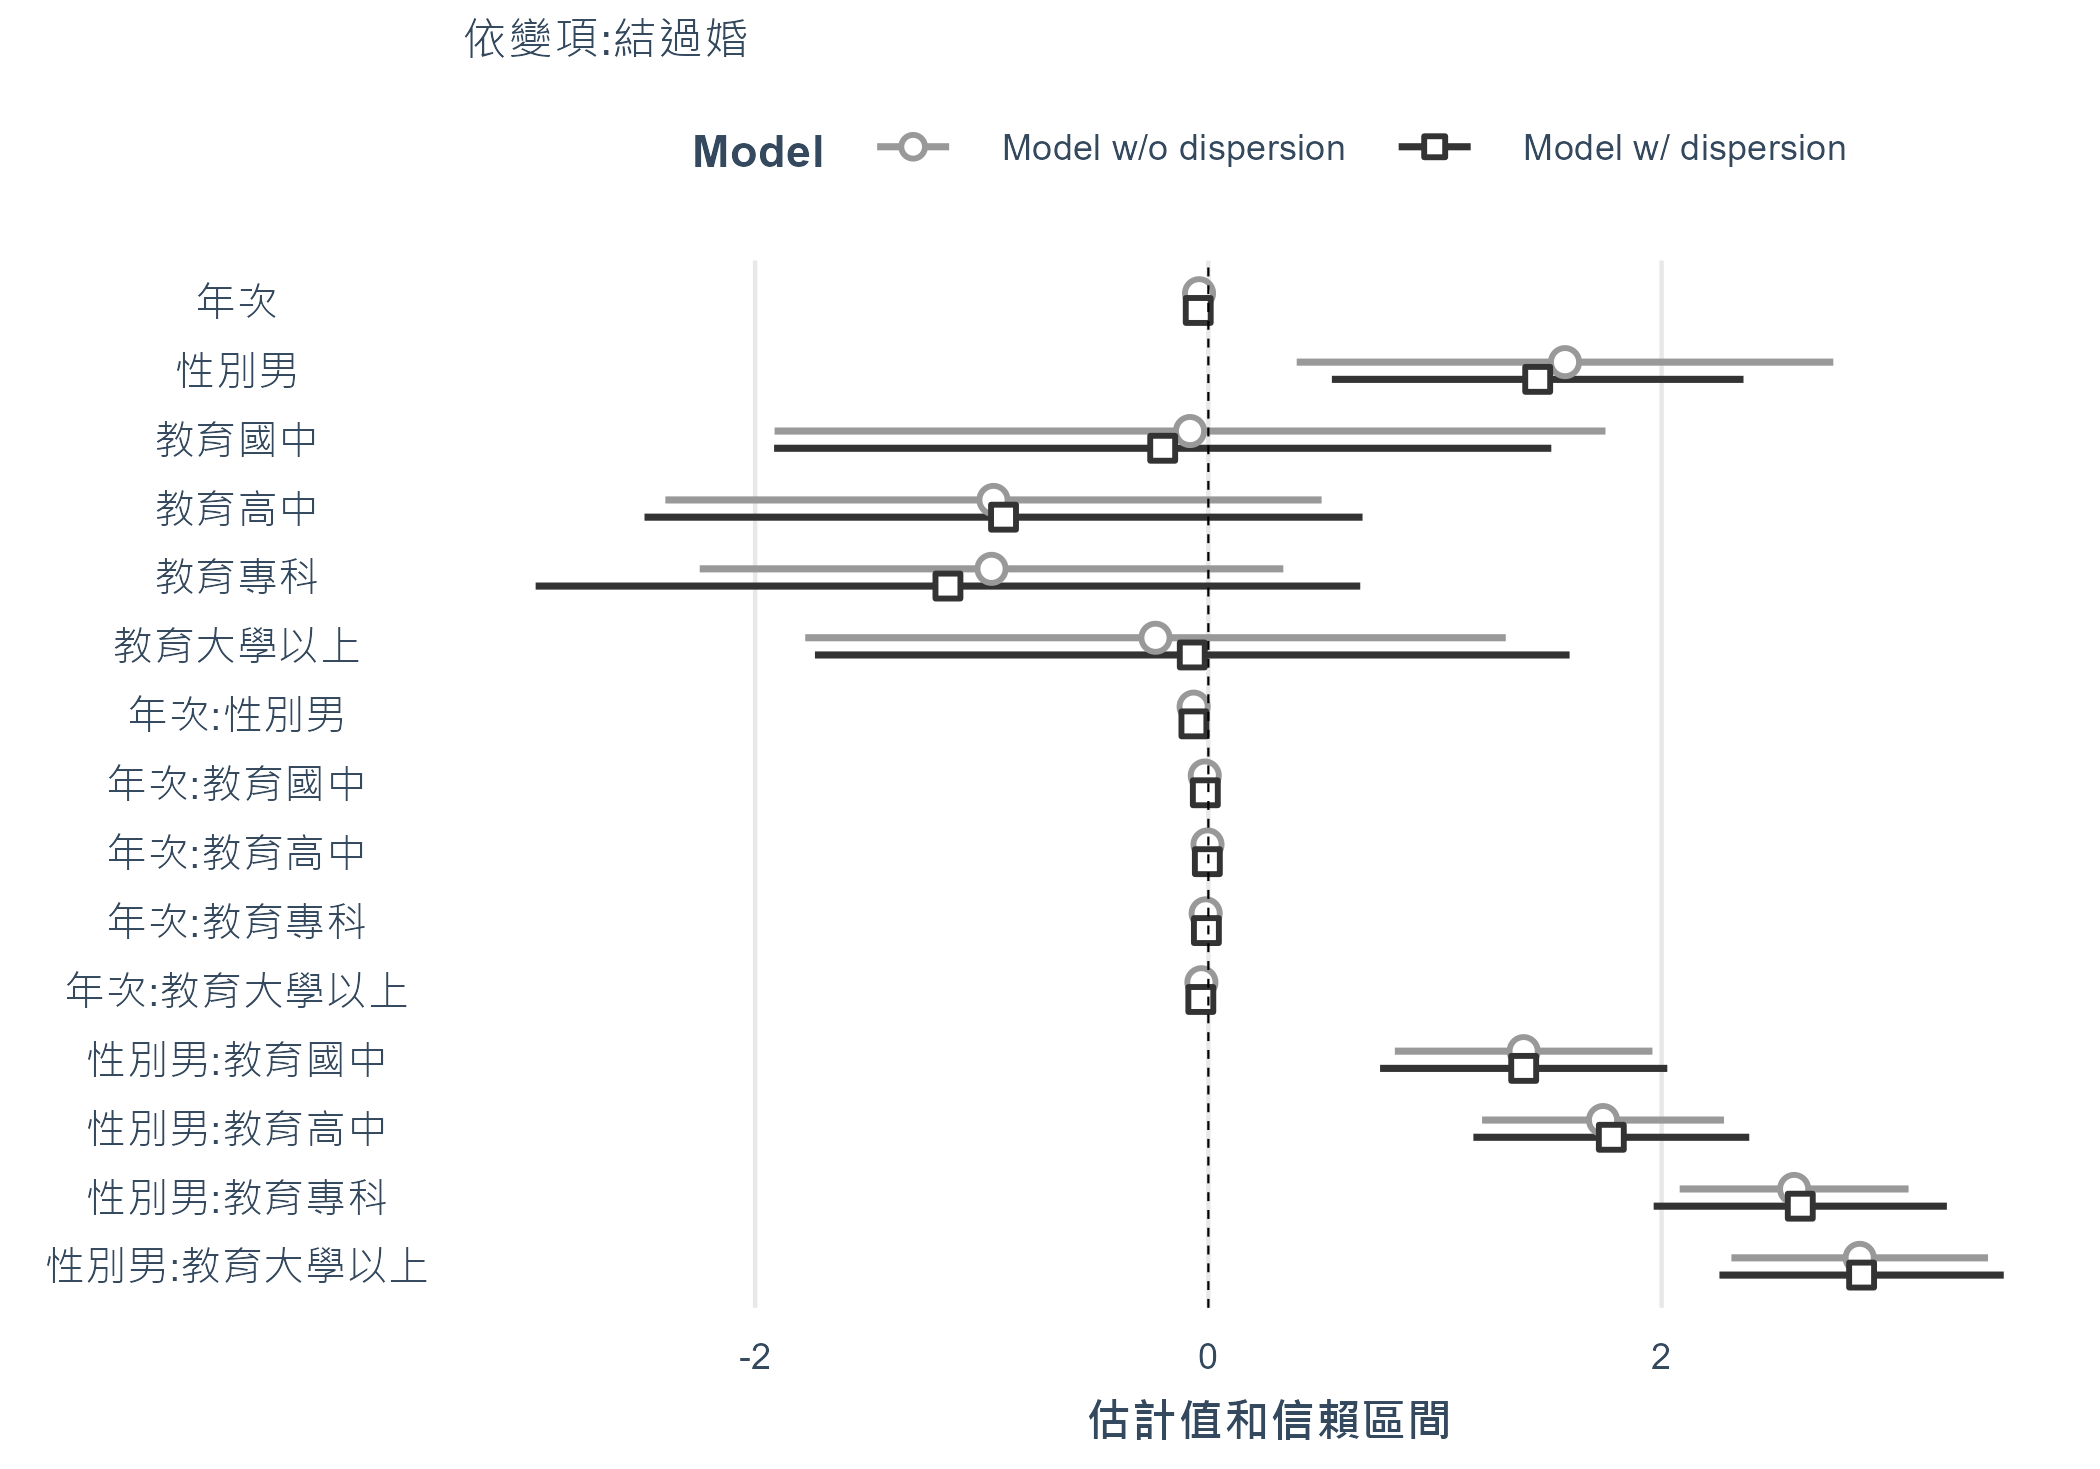 依變項:結過婚
Model Model w/o dispersion Model w/ dispersion
年次
性別男
教育國中
教育高中
教育專科
教育大學以上
年次:性別男
年次:教育國中
年次:教育高中
年次:教育專科
年次:教育大學以上
性別男:教育國中
性別男:教育高中
性別男:教育專科
性別男:教育大學以上
-2 0 2
估計值和信賴區間